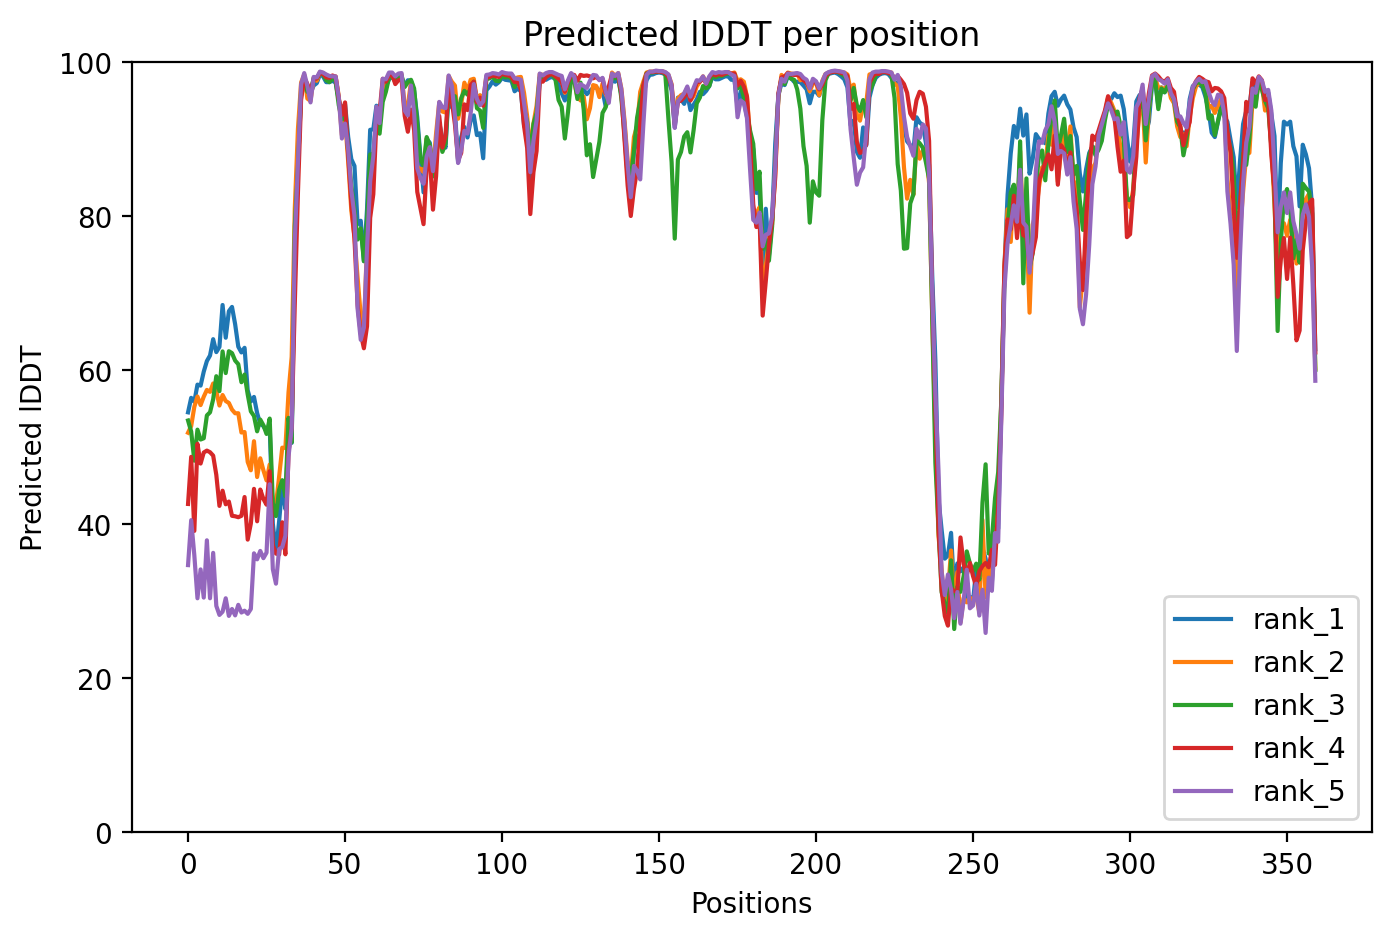 Predicted lDDT per position
100
80
60
40
20
0
Predicted lDDT
0 50 100 150 200 250 300 350
Positions
rank_1
rank_2
rank_3
rank_4
rank_5